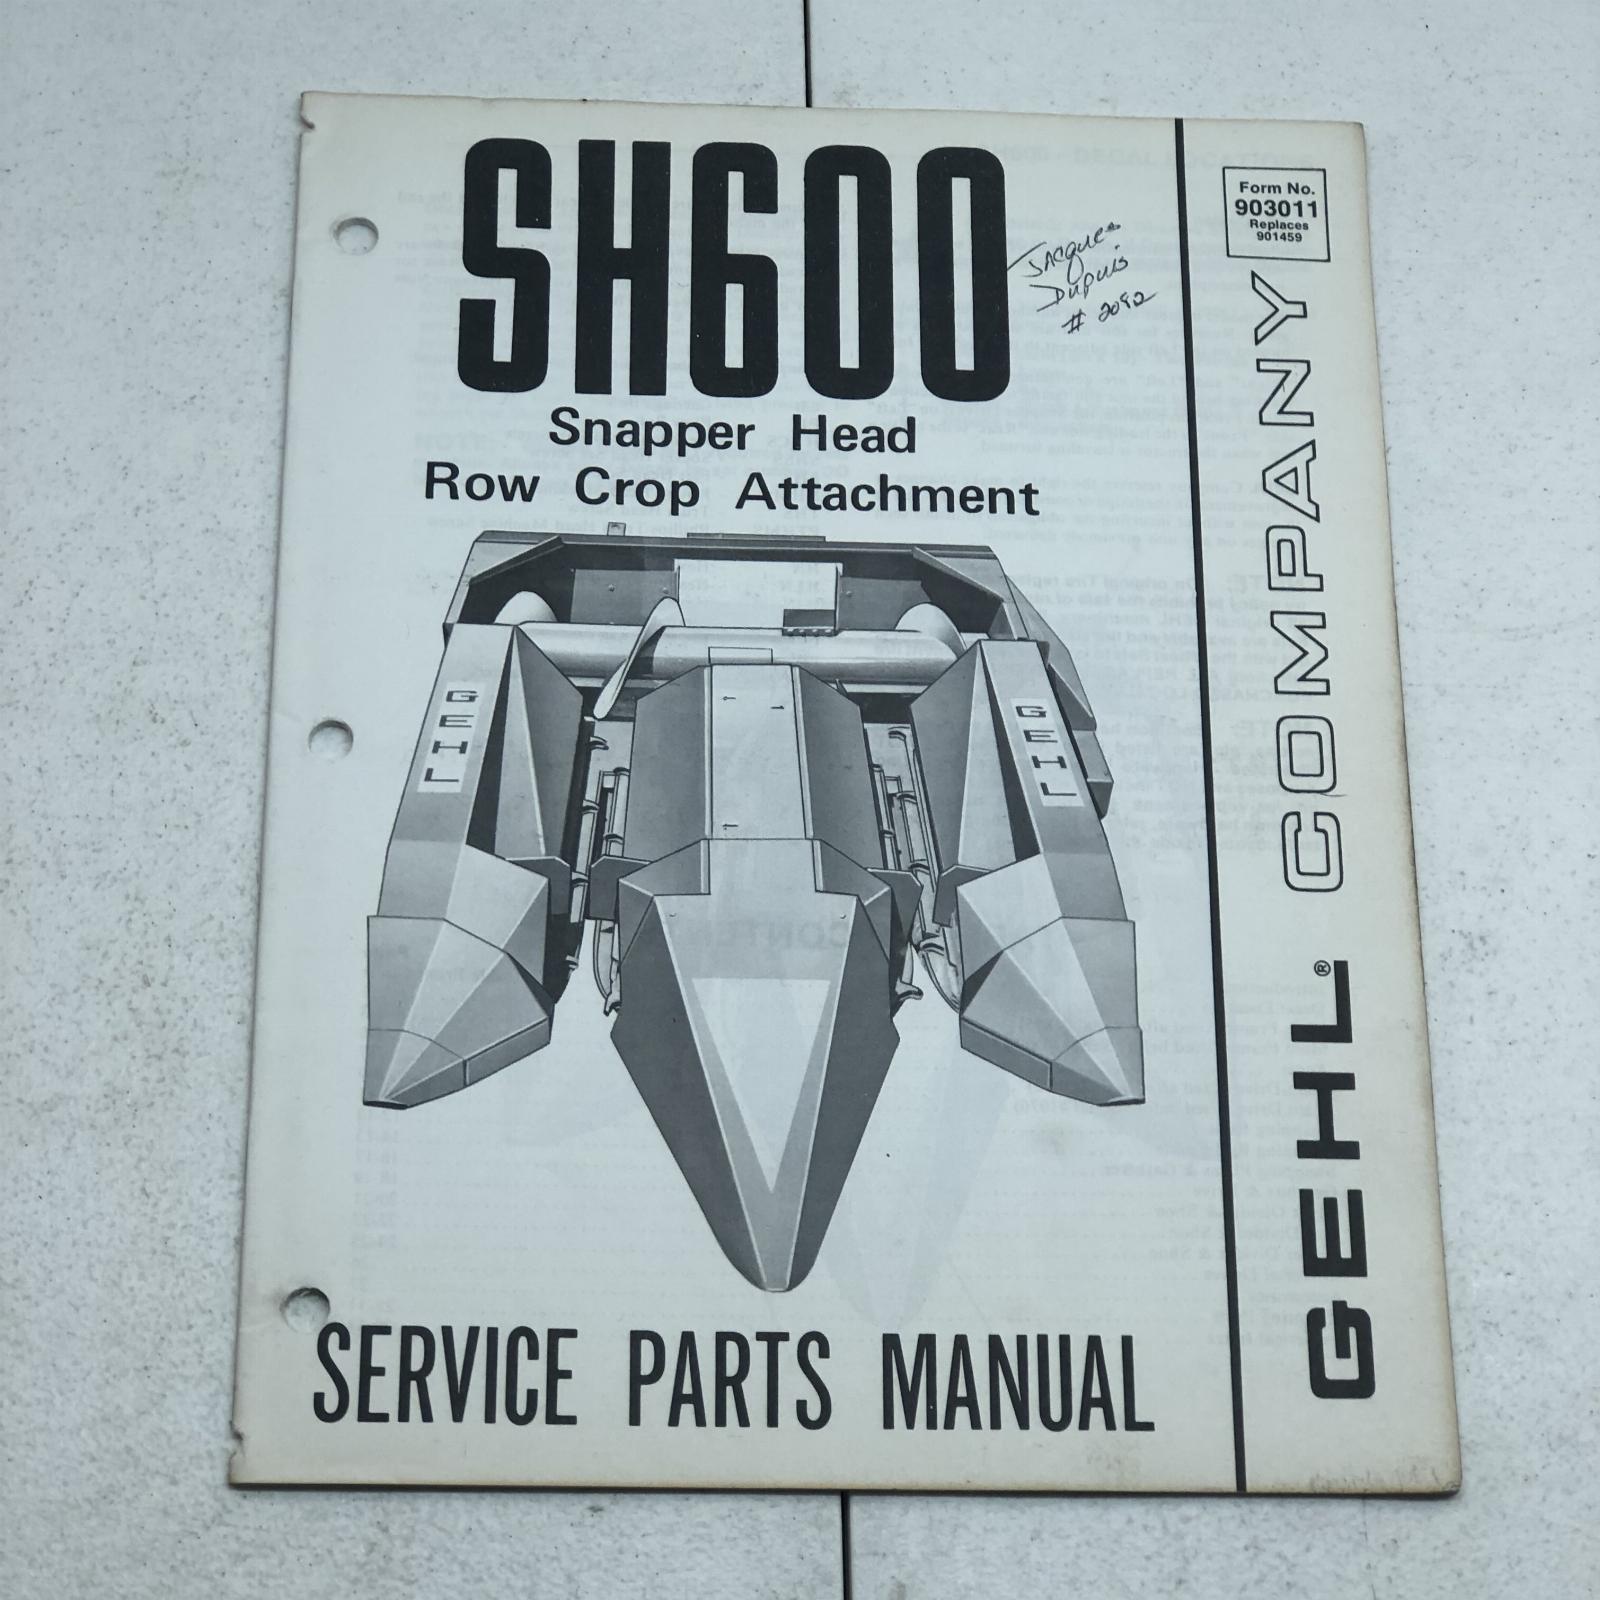 SH600
Snapper Head
Row Crop Attachment
Jacques
Dupuis
# 2092
Form No.
903011
Replaces
901459
GEHL® COMPANY
GEHL
GEHL
SERVICE PARTS MANUAL